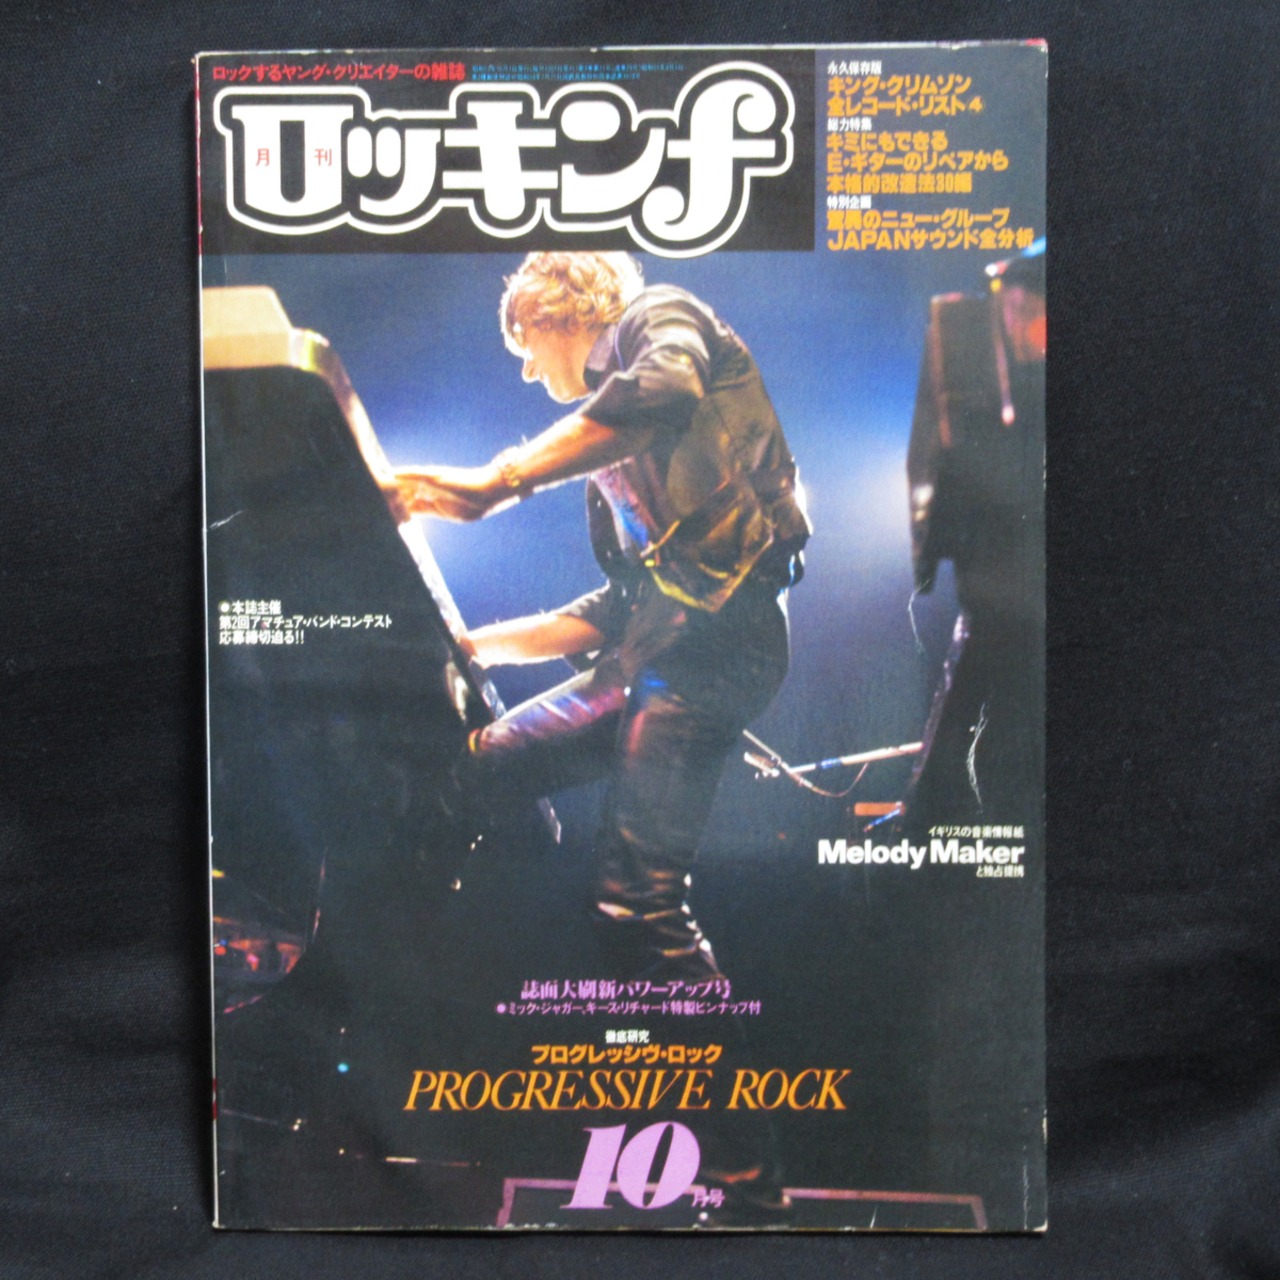 ロックするヤング・クリエイターの雑誌
月刊
ロッキンf
永久保存版
キング・クリムゾン
全レコード・リスト4
総力特集
キミにもできる
E・ギターのリペアから
本格的改造法30編
特別企画
驚異のニュー・グループ
JAPANサウンド全分析
●本誌主催
第2回アマチュア・バンド・コンテスト
応募締切迫る!!
イギリスの音楽情報紙
Melody Maker
と独占提携
誌面大刷新パワーアップ号
●ミック・ジャガー、キース・リチャード特製ピンナップ付
徹底研究
プログレッシヴ・ロック
PROGRESSIVE ROCK
10月号